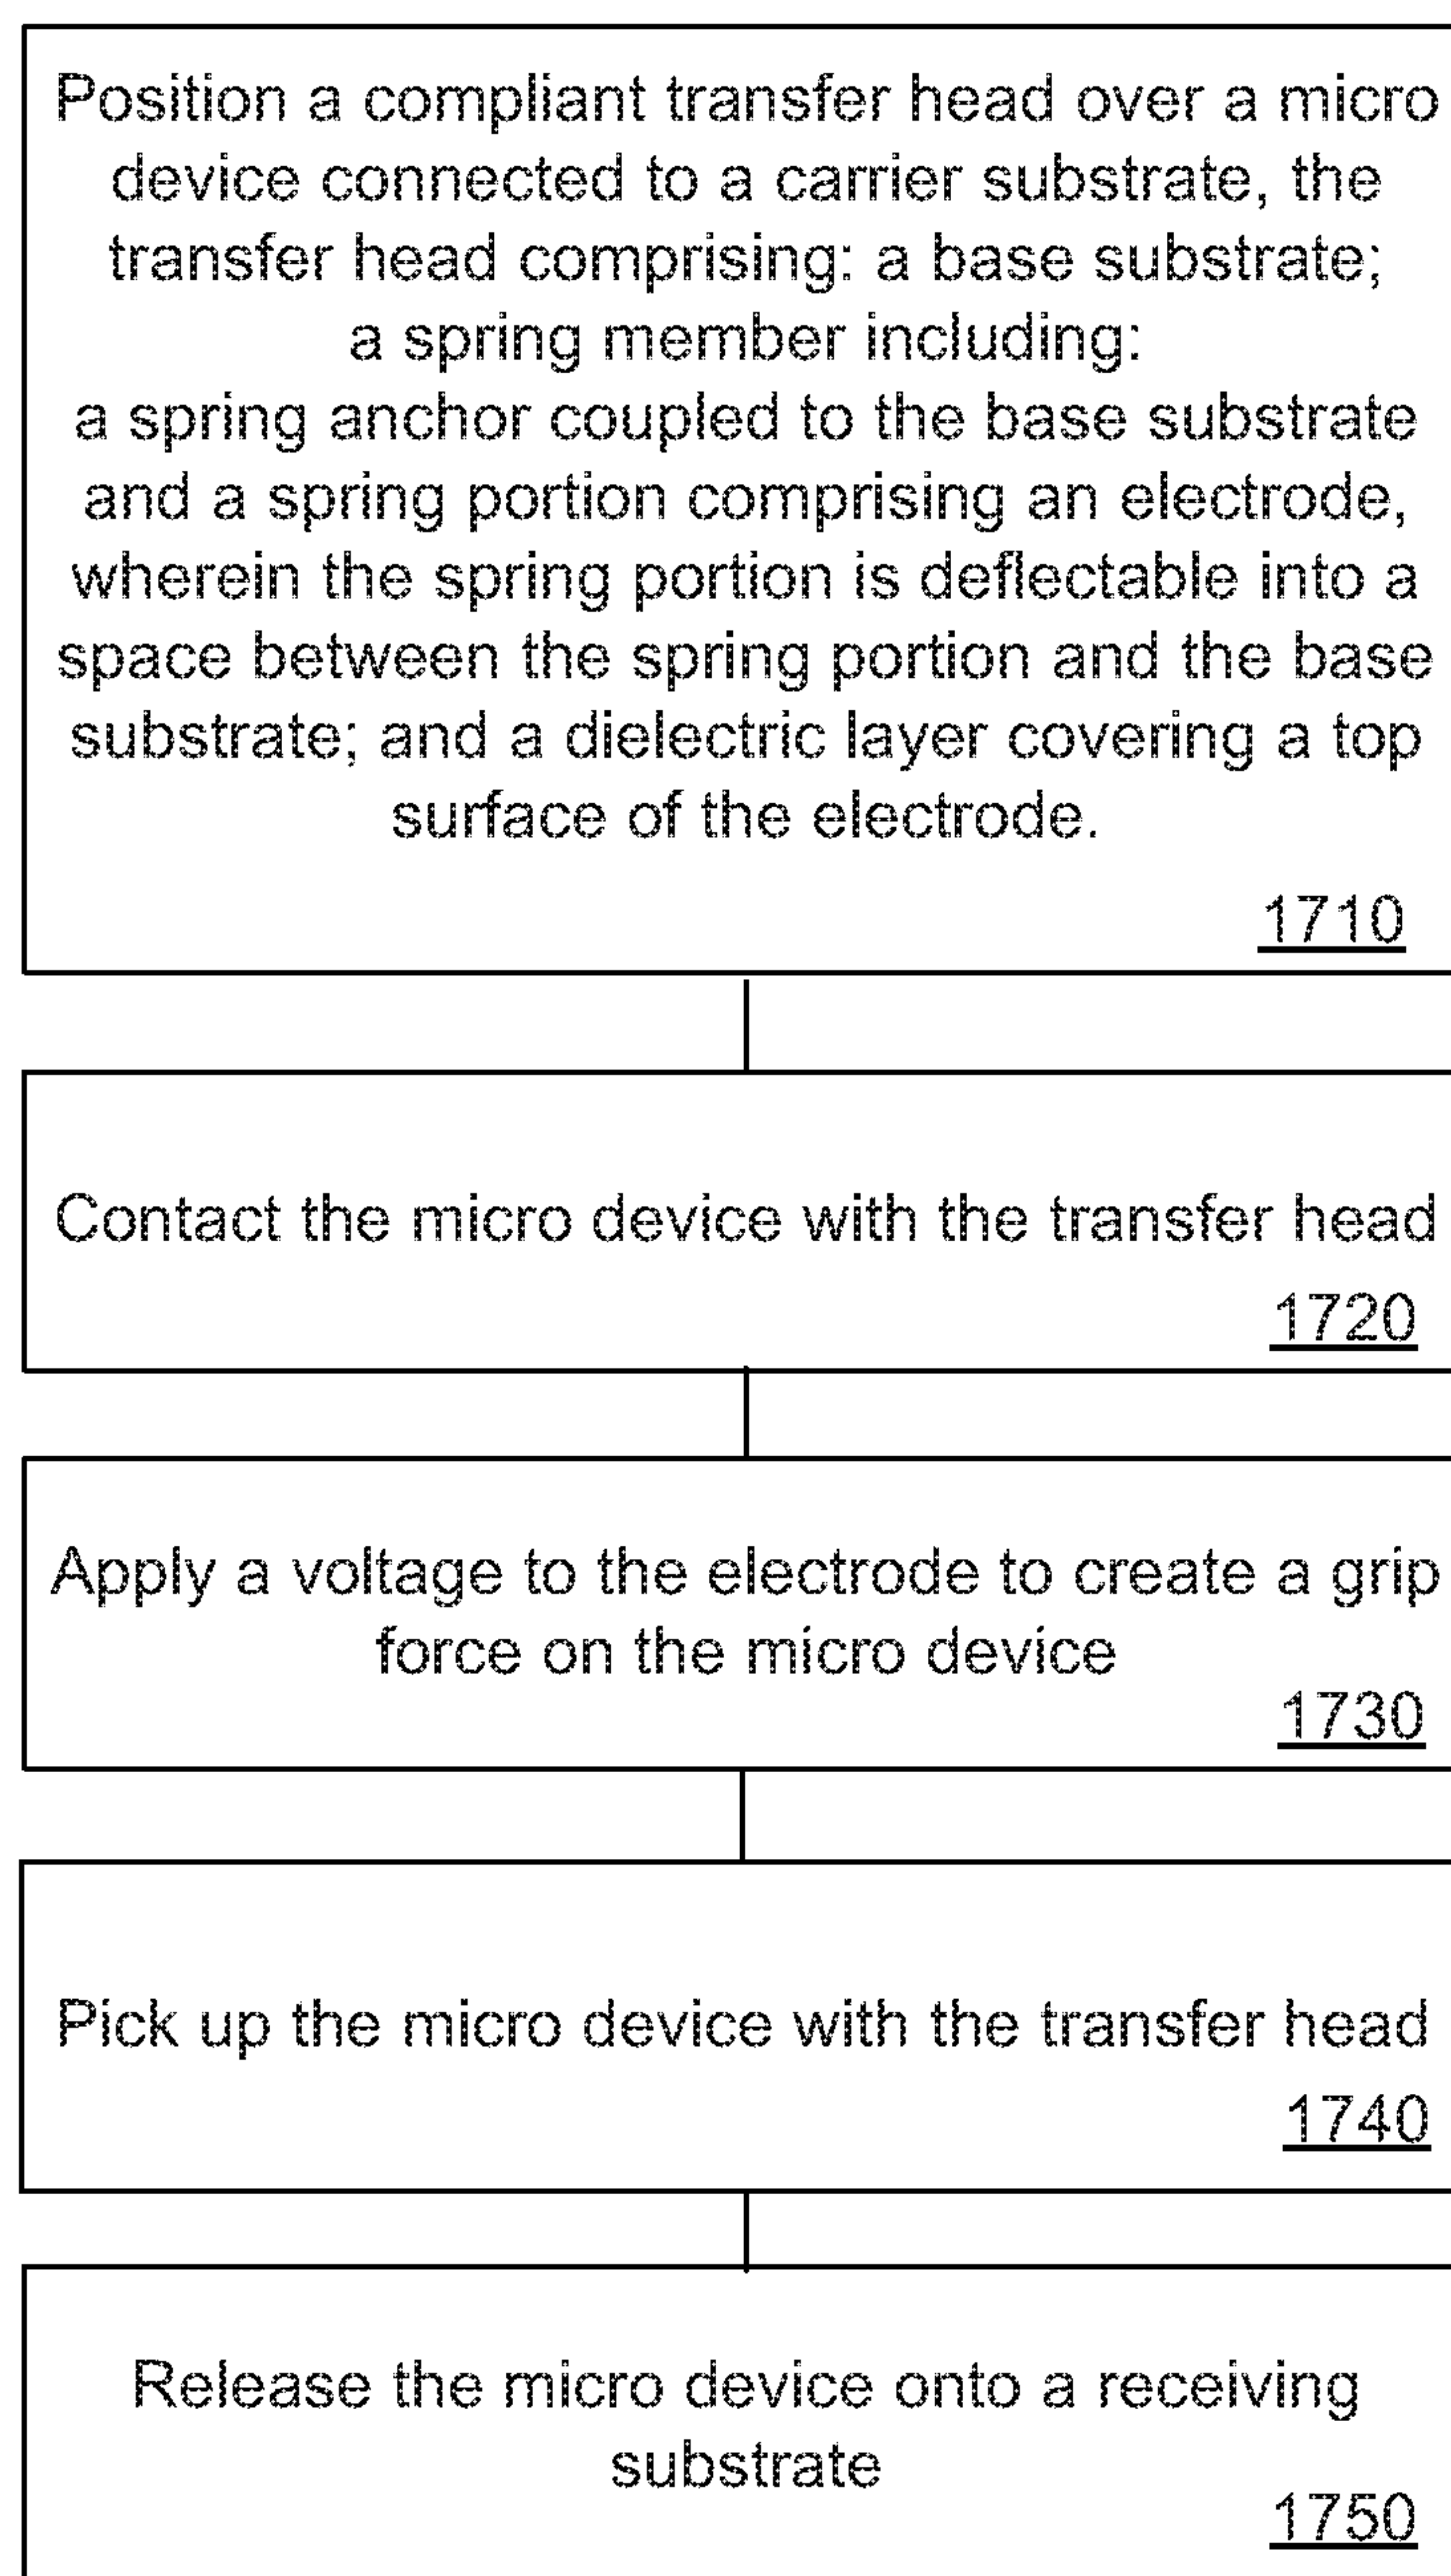 Position a compliant transfer head over a micro
device connected to a carrier substrate, the
transfer head comprising: a base substrate;
a spring member including:
a spring anchor coupled to the base substrate
and a spring portion comprising an electrode,
wherein the spring portion is deflectable into a
space between the spring portion and the base
substrate; and a dielectric layer covering a top
surface of the electrode.
1710
Contact the micro device with the transfer head
1720
Apply a voltage to the electrode to create a grip
force on the micro device
1730
Pick up the micro device with the transfer head
1740
Release the micro device onto a receiving
substrate
1750